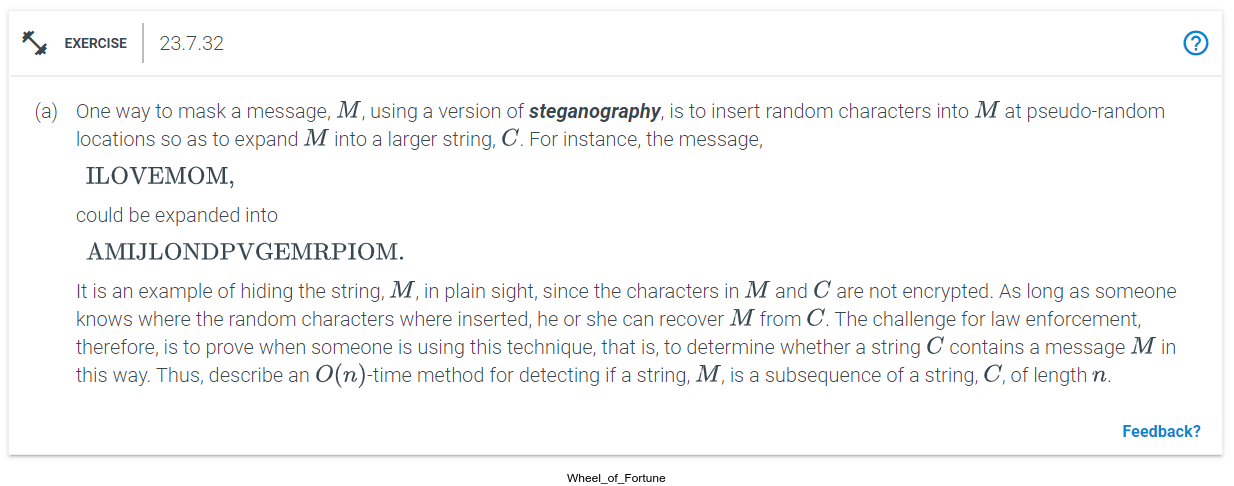 EXERCISE 23.7.32
(a) One way to mask a message, M, using a version of steganography, is to insert random characters into M at pseudo-random
locations so as to expand M into a larger string, C. For instance, the message,
ILOVEMOM,
could be expanded into
AMIJLONDPVGEMRPIOM.
It is an example of hiding the string, M, in plain sight, since the characters in M and C are not encrypted. As long as someone
knows where the random characters where inserted, he or she can recover M from C. The challenge for law enforcement,
therefore, is to prove when someone is using this technique, that is, to determine whether a string C contains a message M in
this way. Thus, describe an O(n)-time method for detecting if a string, M, is a subsequence of a string, C, of length n.
Feedback?
Wheel_of_Fortune